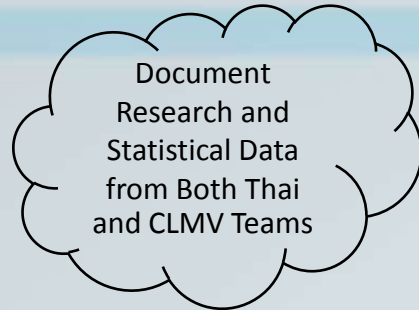 Document
Research and
Statistical Data
from Both Thai
and CLMV Teams